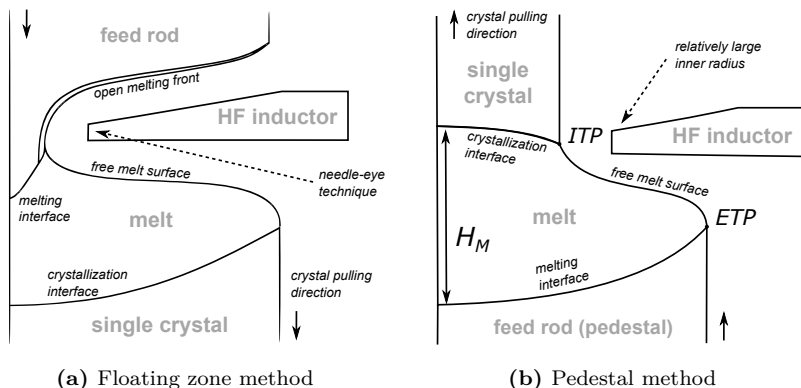 feed rod
open melting front
HF inductor
free melt surface
needle-eye
technique
melting
interface
melt
crystallization
interface
crystal pulling
direction
single crystal
(a) Floating zone method
crystal pulling
direction
relatively large
inner radius
single
crystal
HF inductor
ITP
crystallization
interface
free melt surface
melt
ETP
H_M
melting
interface
feed rod (pedestal)
(b) Pedestal method